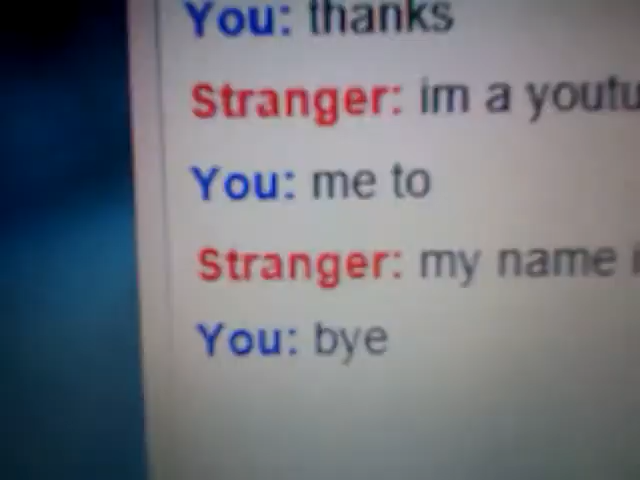 You: thanks
Stranger: im a youtu
You: me to
Stranger: my name
You: bye